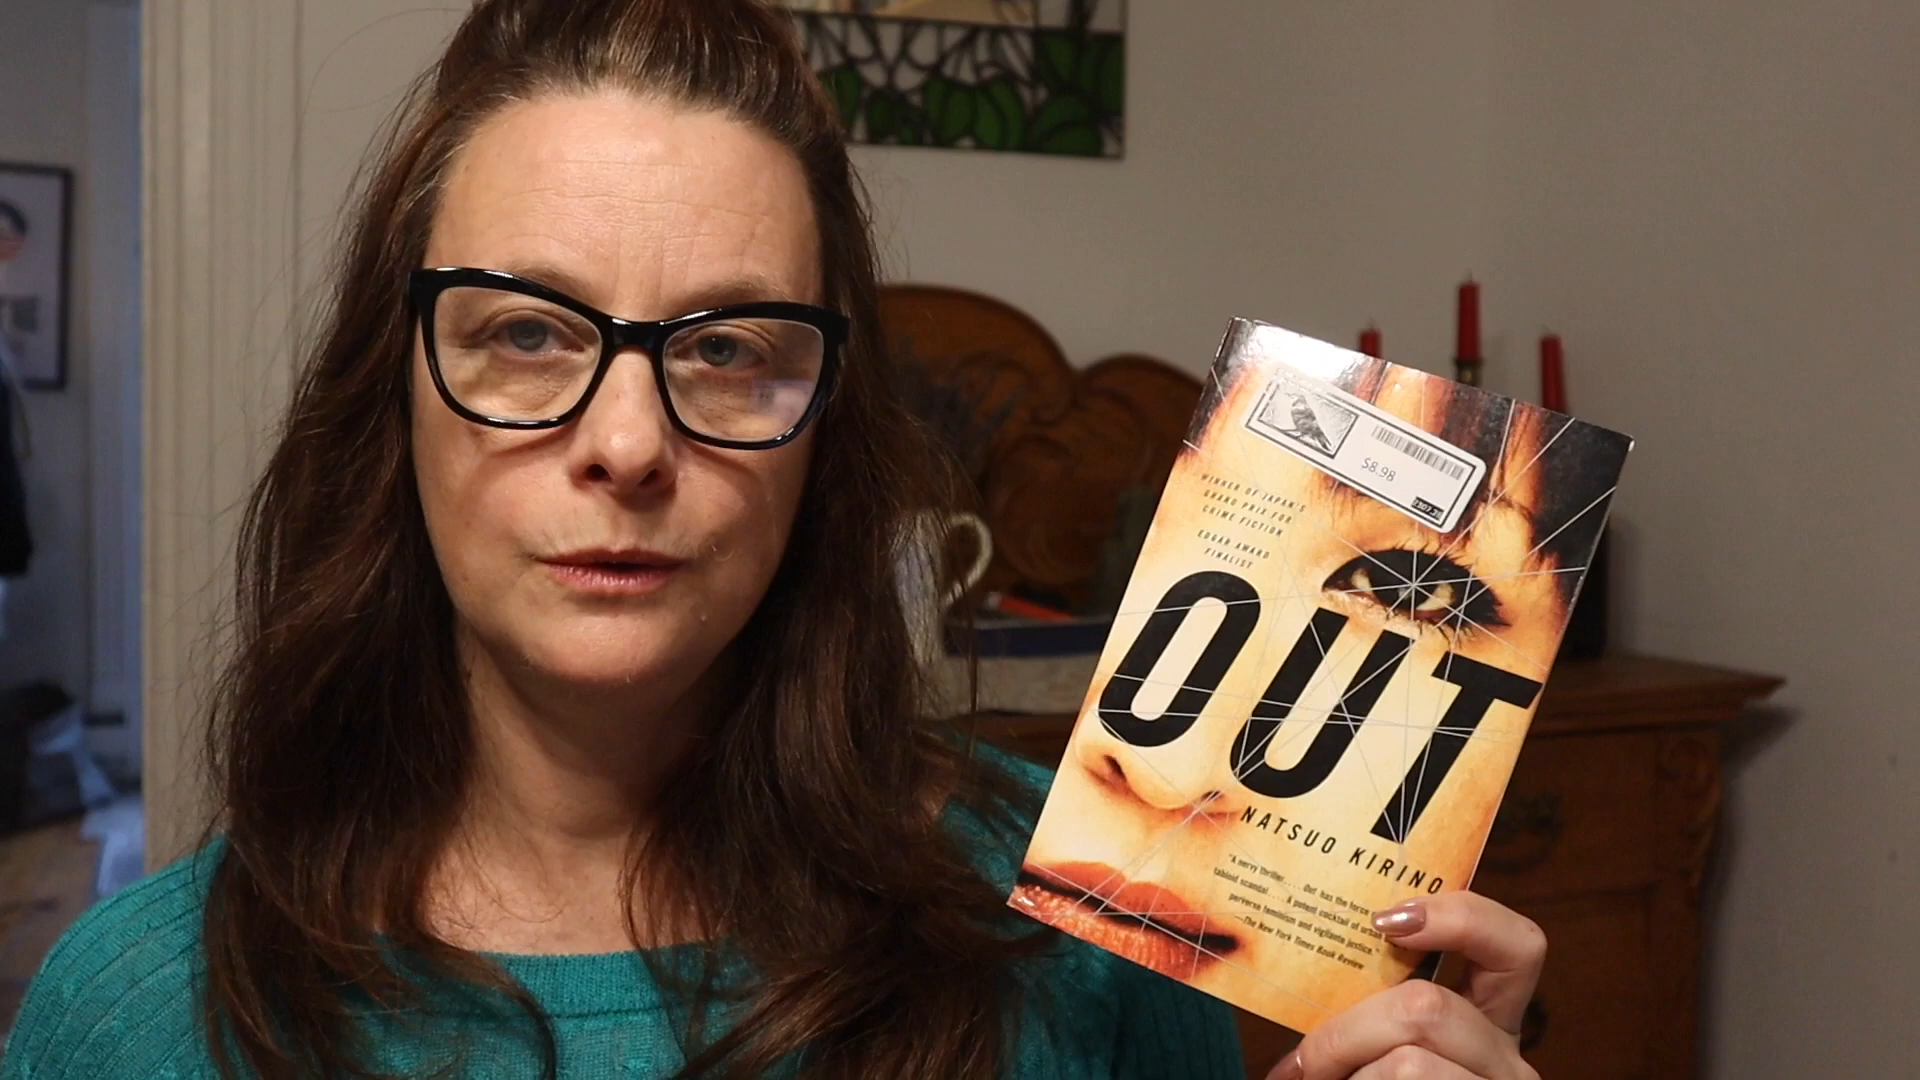 $8.98
WINNER OF JAPAN'S
GRAND PRIX FOR
CRIME FICTION
EDGAR AWARD
FINALIST
OUT
NATSUO KIRINO
"A nervy thriller.... Out has the force
tabloid scandal.... A potent cocktail of urban
perverse feminism and vigilante justice."
—The New York Times Book Review